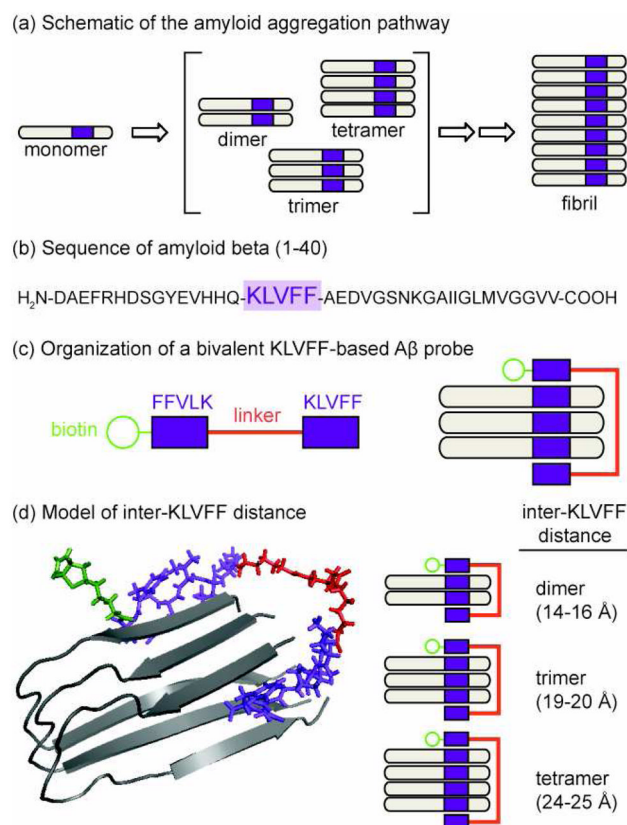 (a) Schematic of the amyloid aggregation pathway
monomer
dimer
tetramer
trimer
fibril
(b) Sequence of amyloid beta (1-40)
H₂N-DAEFRHDSGYEVHHQ-KLVFF-AEDVGSNKGAIIGLMVGGVV-COOH
(c) Organization of a bivalent KLVFF-based Aβ probe
FFVLK
KLVFF
biotin
linker
(d) Model of inter-KLVFF distance
inter-KLVFF
distance
dimer
(14-16 Å)
trimer
(19-20 Å)
tetramer
(24-25 Å)